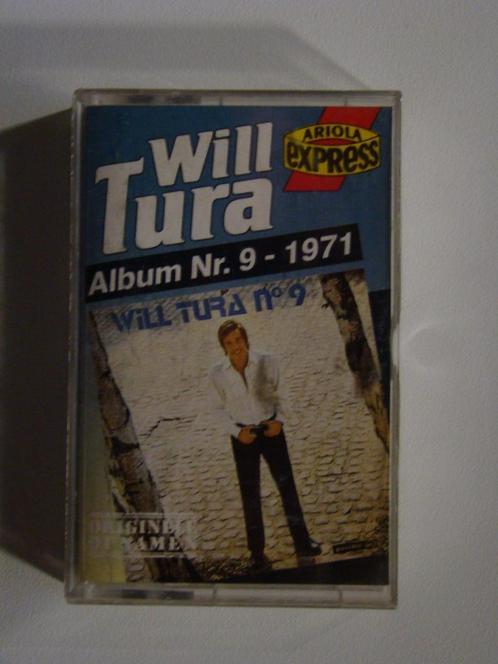 Will
Tura
ARIOLA
EXPRESS
Album Nr. 9 - 1971
WILL TURA n° 9
ORIGINELE
OPNAMEN